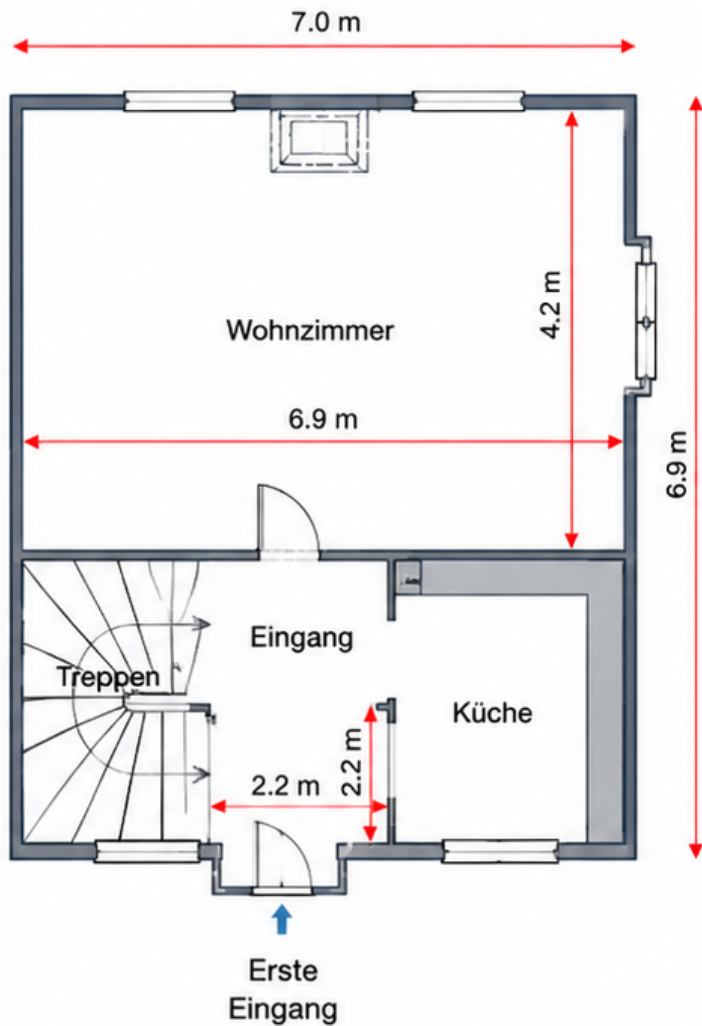 7.0 m
Wohnzimmer
4.2 m
6.9 m
6.9 m
Eingang
Treppen
Küche
2.2 m
2.2 m
Erste
Eingang